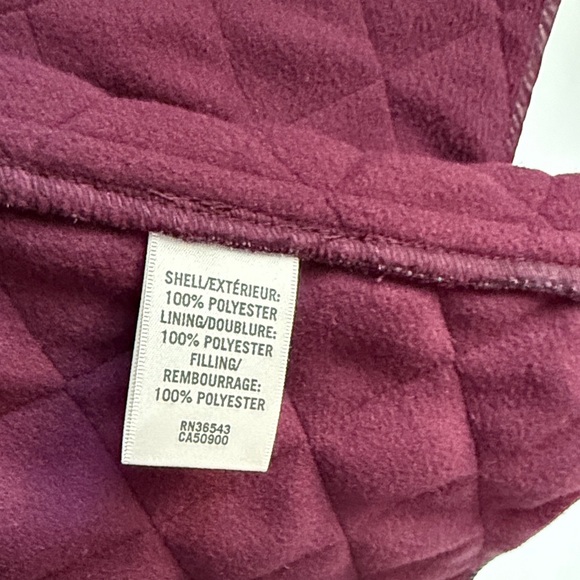 SHELL/EXTÉRIEUR:
100% POLYESTER
LINING/DOUBLURE:
100% POLYESTER
FILLING/
REMBOURRAGE:
100% POLYESTER
RN36543
CA50900